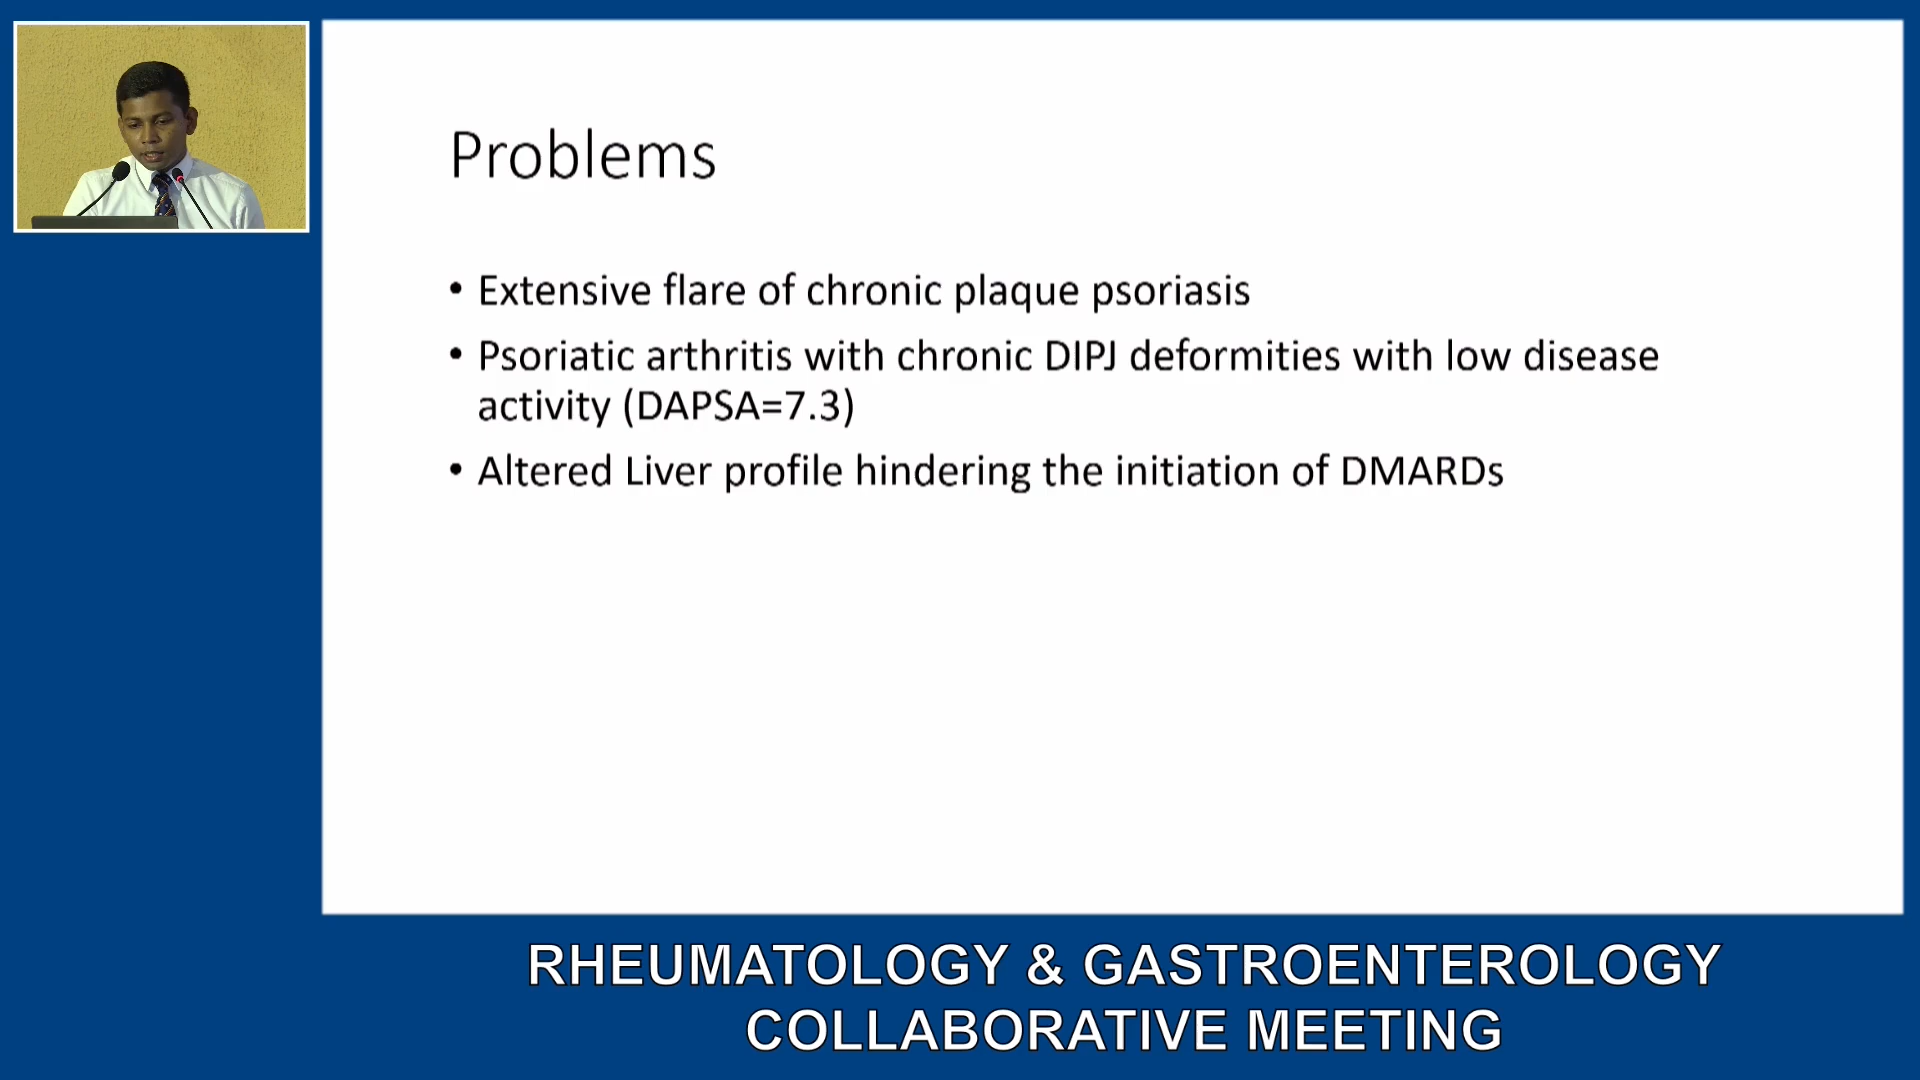 Problems
• Extensive flare of chronic plaque psoriasis
• Psoriatic arthritis with chronic DIPJ deformities with low disease
activity (DAPSA=7.3)
• Altered Liver profile hindering the initiation of DMARDs
RHEUMATOLOGY & GASTROENTEROLOGY
COLLABORATIVE MEETING